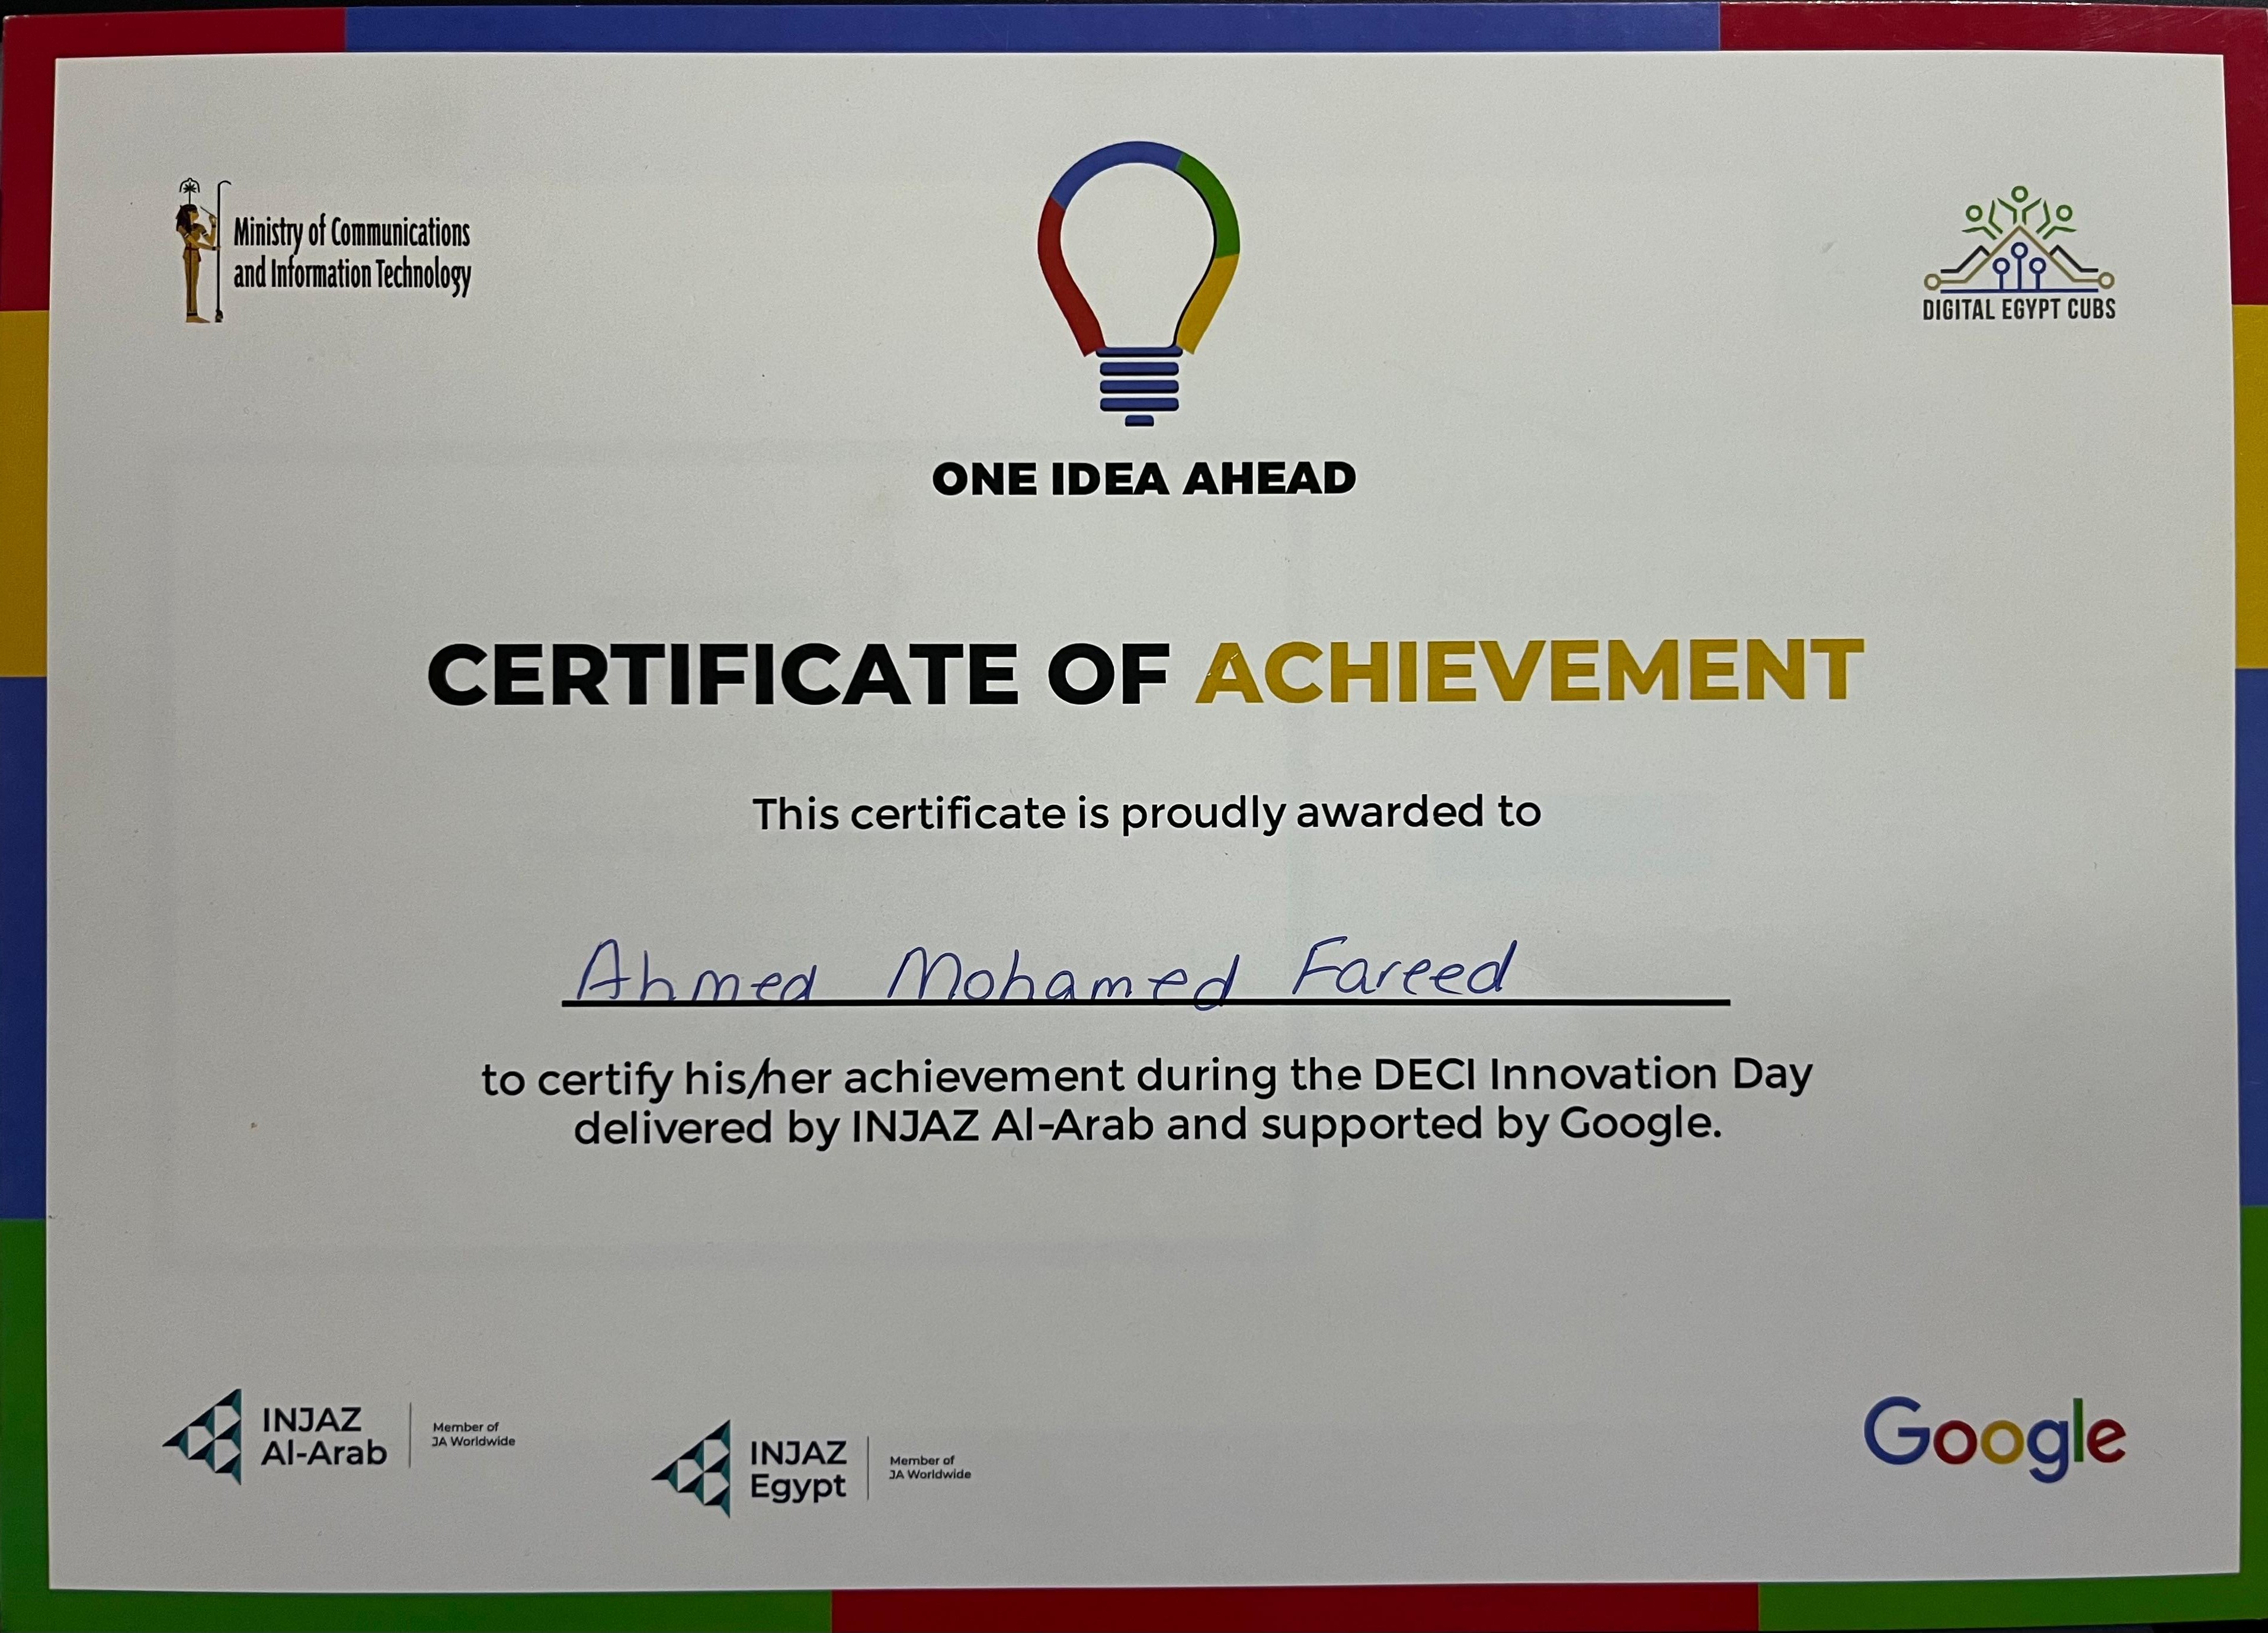 Ministry of Communications
and Information Technology
DIGITAL EGYPT CUBS
ONE IDEA AHEAD
CERTIFICATE OF ACHIEVEMENT
This certificate is proudly awarded to
Ahmed Mohamed Fareed
to certify his/her achievement during the DECI Innovation Day
delivered by INJAZ Al-Arab and supported by Google.
INJAZ
Al-Arab
Member of
JA Worldwide
INJAZ
Egypt
Member of
JA Worldwide
Google